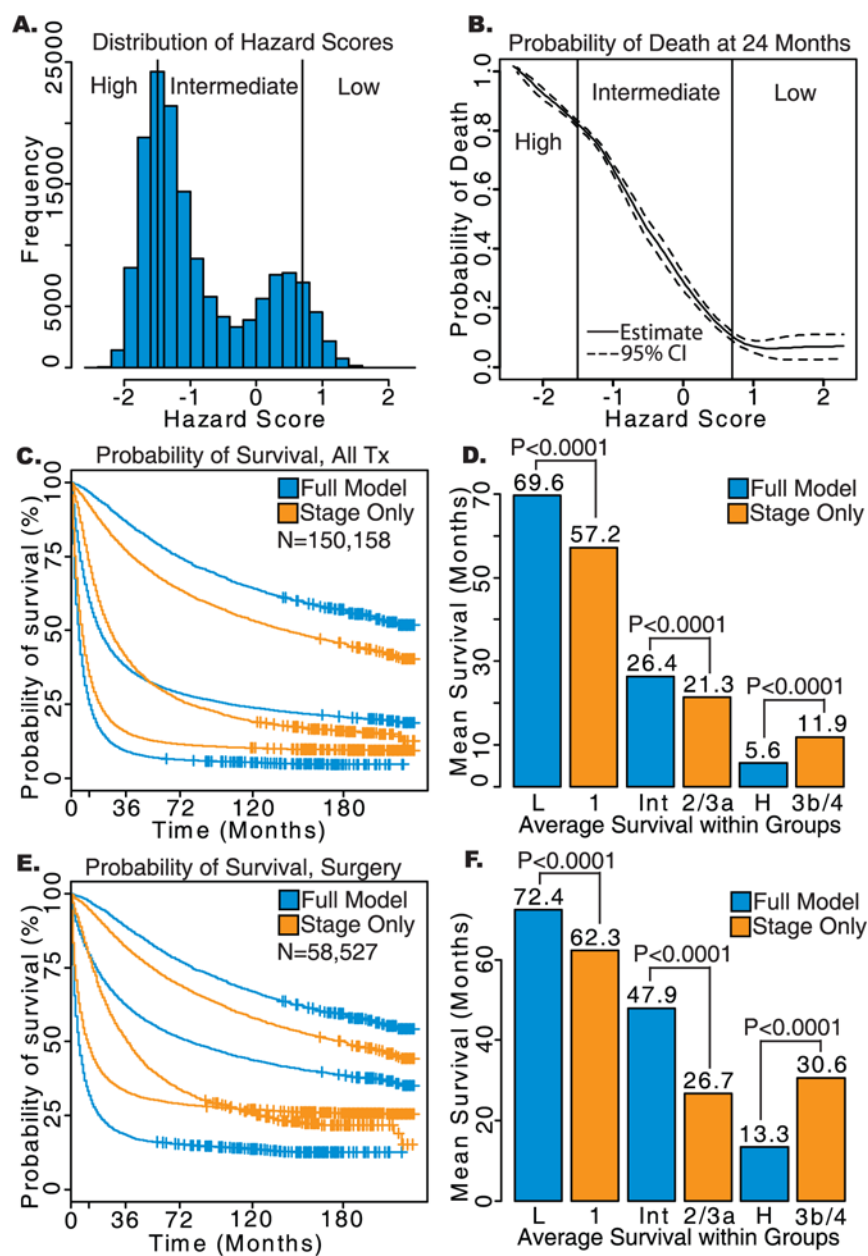 A.
Distribution of Hazard Scores
High
Intermediate
Low
Frequency
0
5000
15000
25000
-2
-1
0
1
2
Hazard Score
B.
Probability of Death at 24 Months
Intermediate
Low
High
Probability of Death
0.0
0.2
0.4
0.6
0.8
1.0
Estimate
95% CI
-2
-1
0
1
2
Hazard Score
C.
Probability of Survival, All Tx
Full Model
Stage Only
N=150,158
Probability of survival (%)
0
25
50
75
100
0
36
72
120
180
Time (Months)
D.
P<0.0001
Full Model
Stage Only
69.6
57.2
P<0.0001
26.4
21.3
P<0.0001
5.6
11.9
Mean Survival (Months)
0
10
30
50
70
L
1
Int
2/3a
H
3b/4
Average Survival within Groups
E.
Probability of Survival, Surgery
Full Model
Stage Only
N=58,527
Probability of survival (%)
0
25
50
75
100
0
36
72
120
180
Time (Months)
F.
P<0.0001
Full Model
Stage Only
72.4
62.3
P<0.0001
47.9
26.7
P<0.0001
13.3
30.6
Mean Survival (Months)
0
20
40
60
L
1
Int
2/3a
H
3b/4
Average Survival within Groups